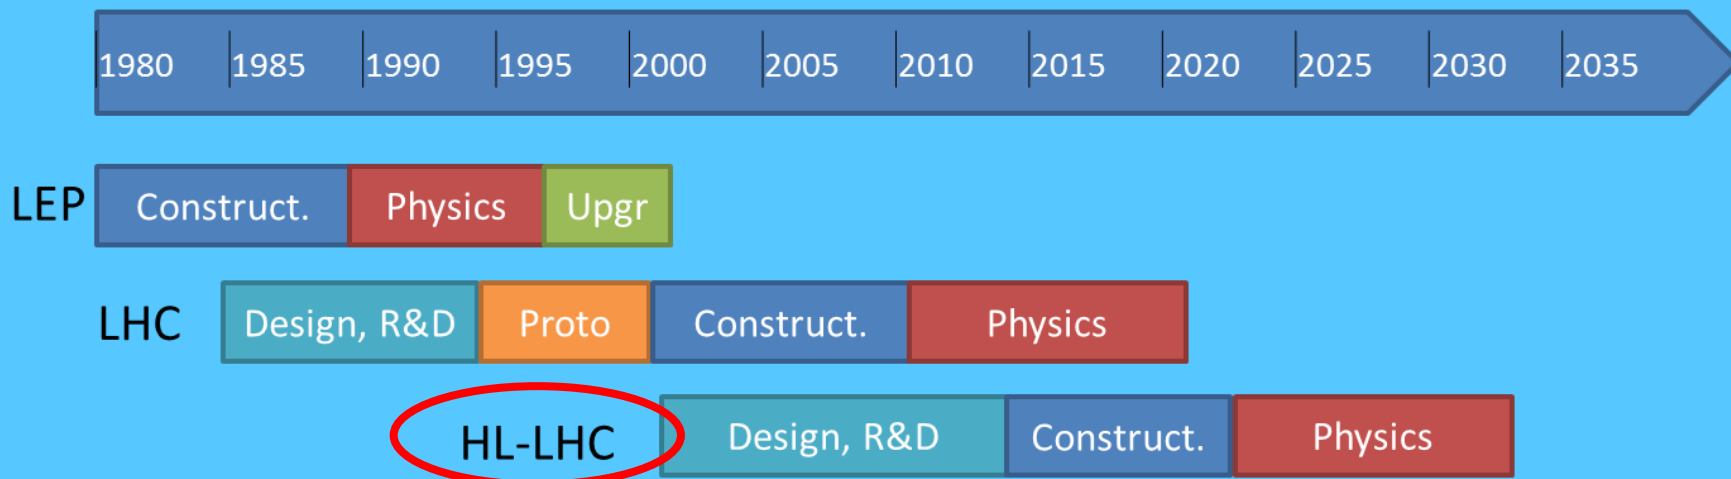 1980 1985 1990 1995 2000 2005 2010 2015 2020 2025 2030 2035
LEP Construct. Physics Upgr
LHC Design, R&D Proto Construct. Physics
HL-LHC Design, R&D Construct. Physics